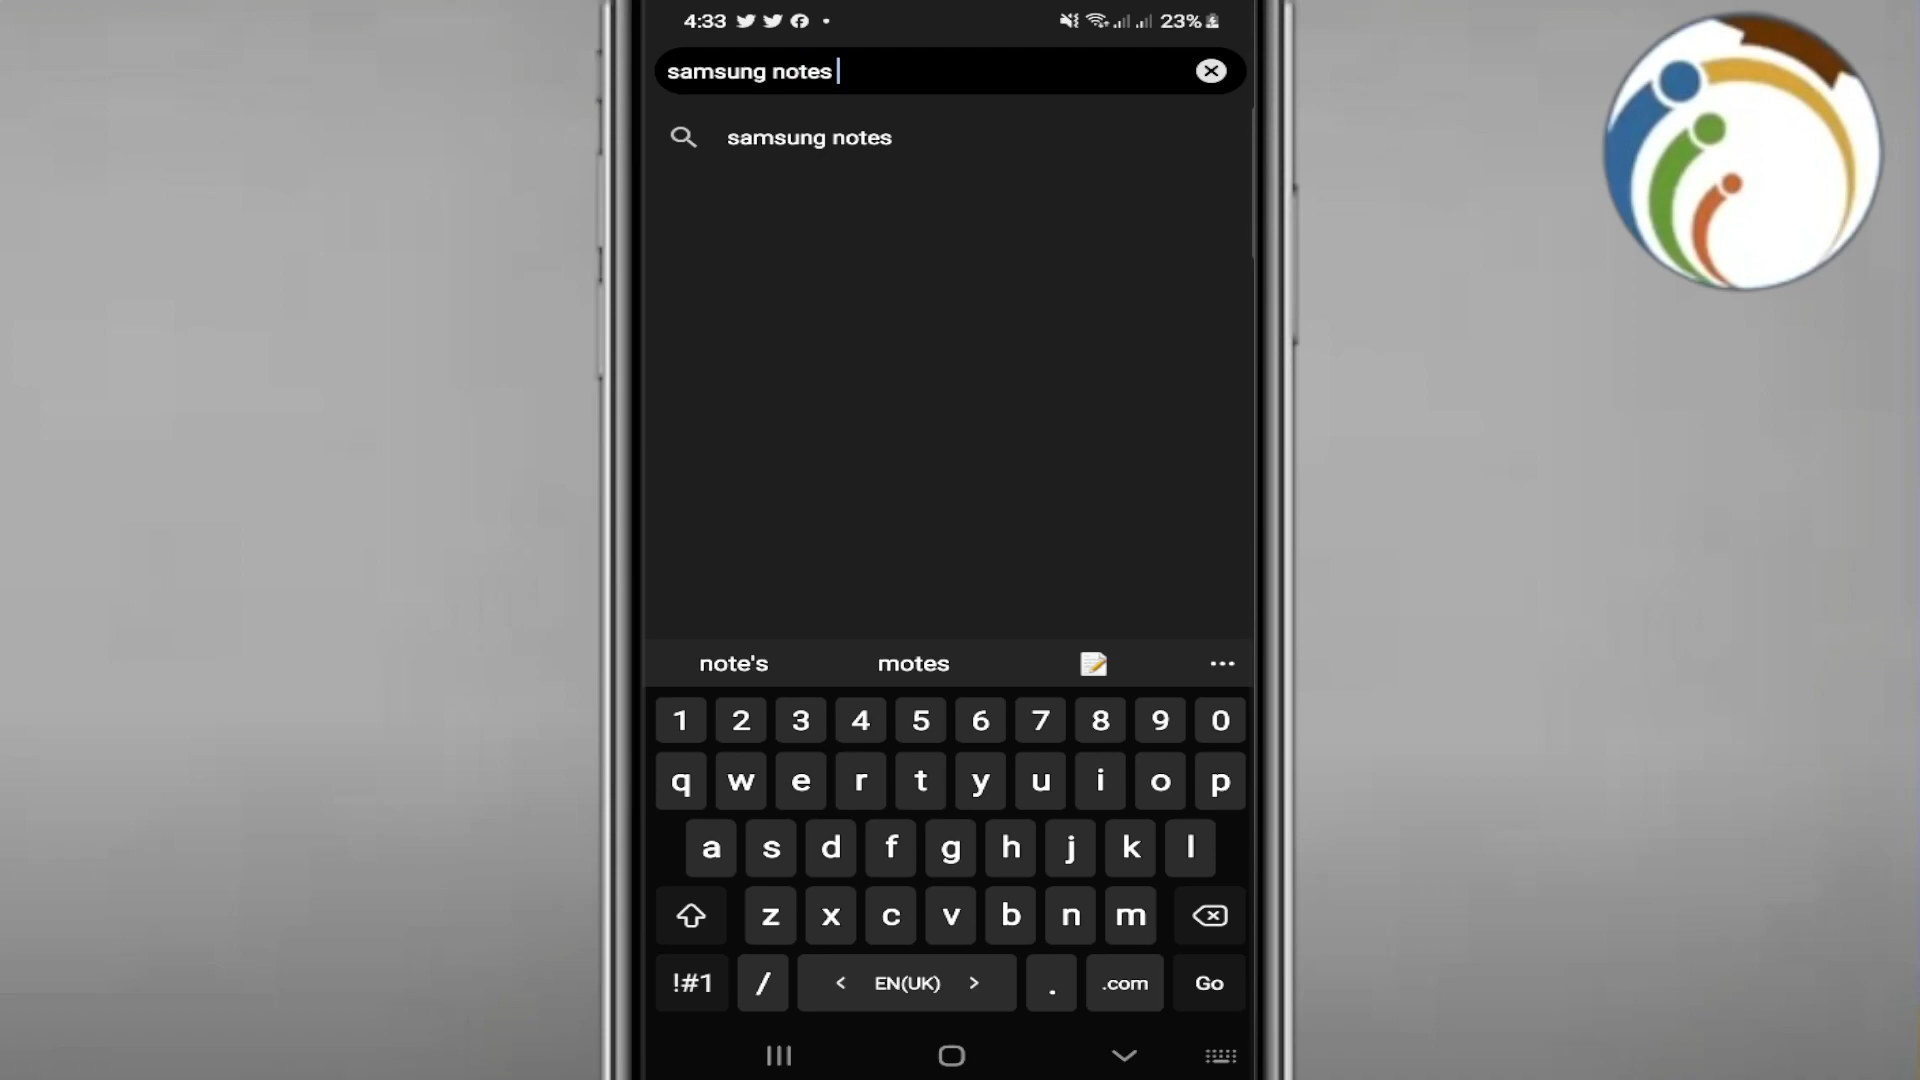 4:33 23%
samsung notes
samsung notes
note's motes
1 2 3 4 5 6 7 8 9 0
q w e r t y u i o p
a s d f g h j k l
z x c v b n m
!#1 / < EN(UK) > . .com Go